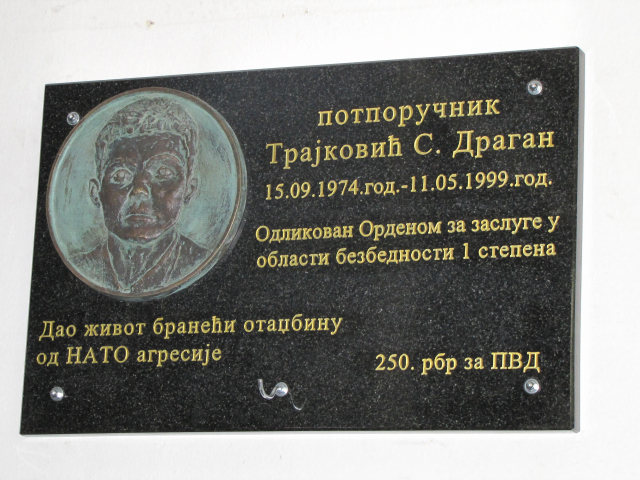 потпоручник
Трајковић С. Драган
15.09.1974.год.-11.05.1999.год.
Одликован Орденом за заслуге у
области безбедности 1 степена
Дао живот бранећи отаџбину
од НАТО агресије
250. рбр за ПВД